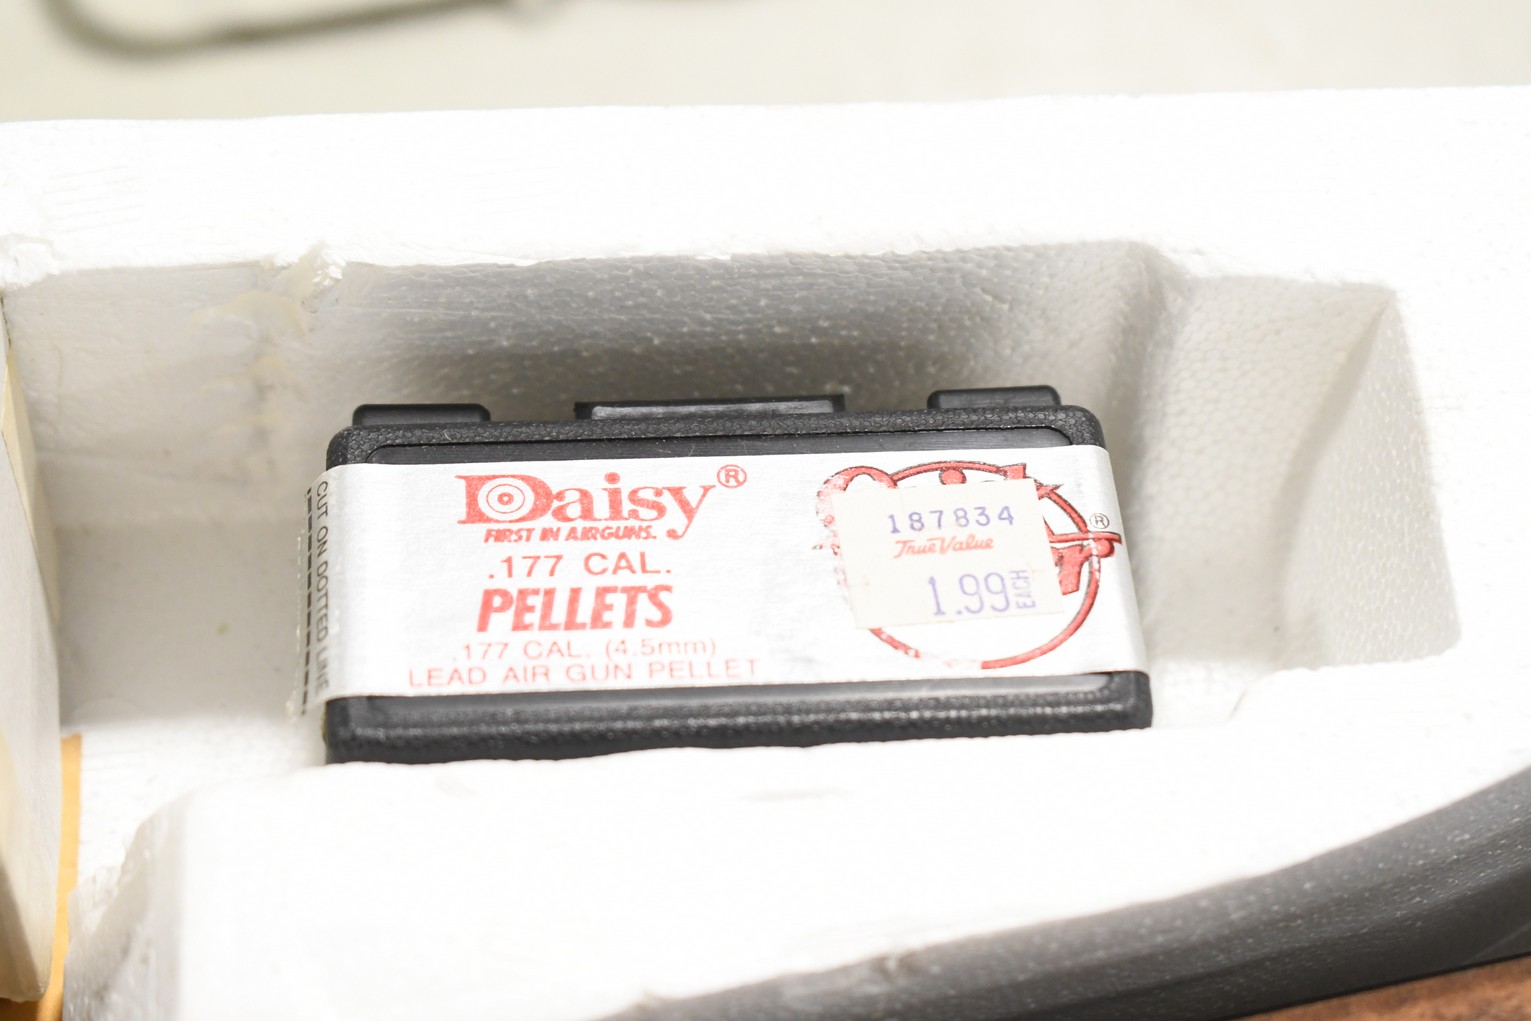 CUT ON DOTTED LINE
Daisy®
FIRST IN AIRGUNS.
.177 CAL.
PELLETS
.177 CAL. (4.5mm)
LEAD AIR GUN PELLET
®
187834
True Value
1.99 EACH